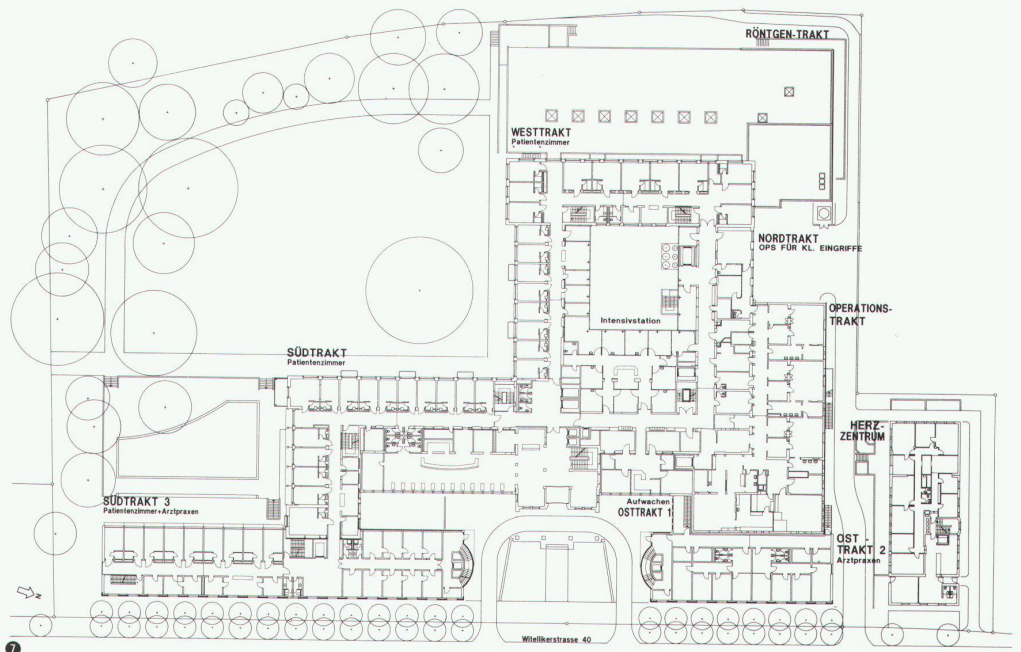 RÖNTGEN-TRAKT
WESTTRAKT
Patientenzimmer
NORDTRAKT
OPS FÜR KL. EINGRIFFE
Intensivstation
OPERATIONS-
TRAKT
SÜDTRAKT
Patientenzimmer
HERZ-
ZENTRUM
SÜDTRAKT 3
Patientenzimmer+Arztpraxen
Aufwachen
OSTTRAKT 1
OST -
TRAKT 2
Arztpraxen
N
Witellikerstrasse 40
7